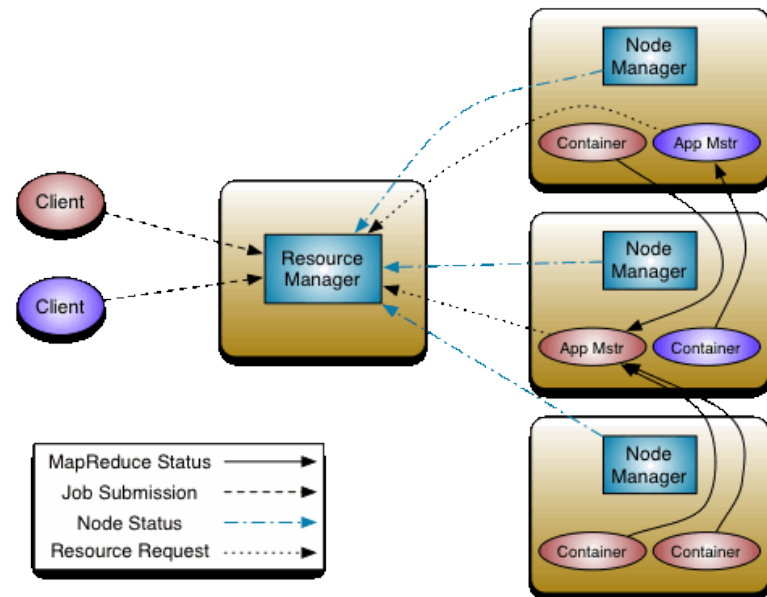 Node
Manager
Container
App Mstr
Client
Client
Resource
Manager
Node
Manager
App Mstr
Container
Node
Manager
Container
Container
MapReduce Status
Job Submission
Node Status
Resource Request